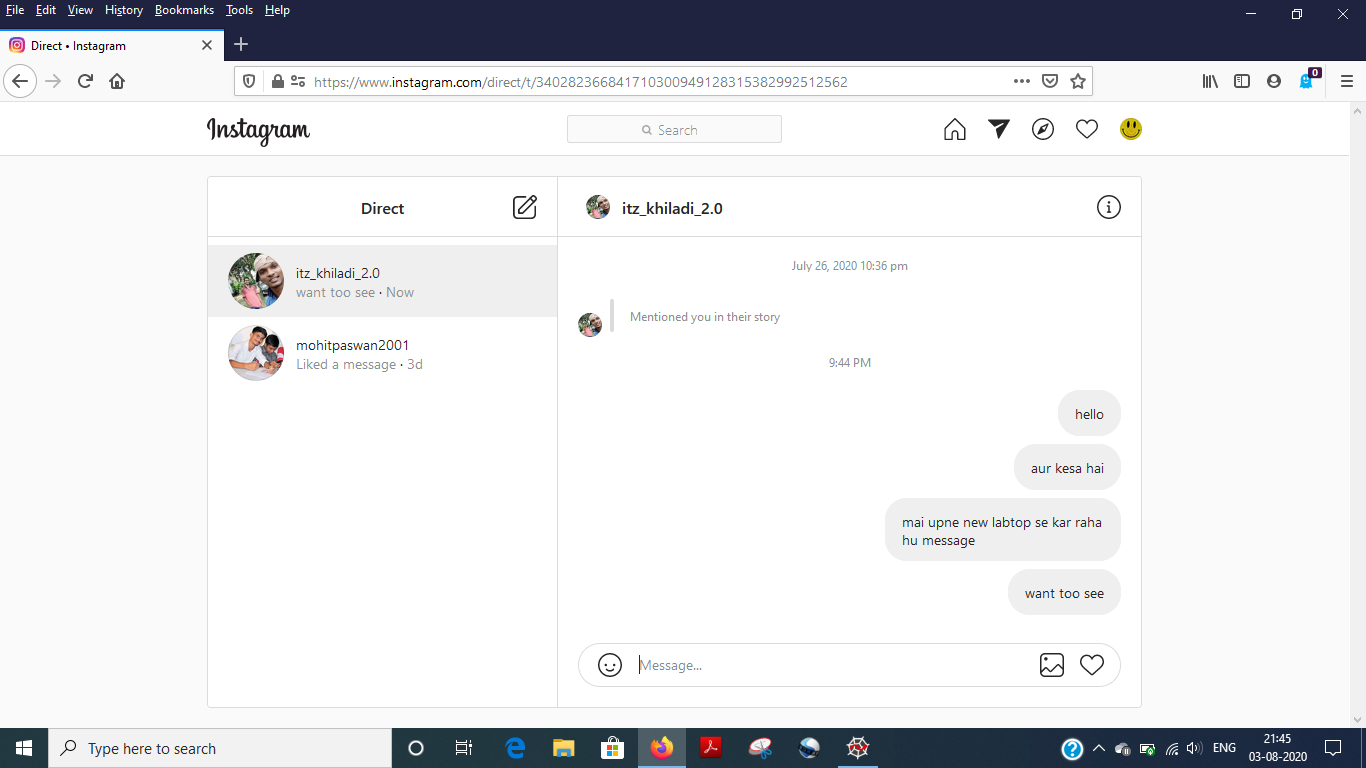 File Edit View History Bookmarks Tools Help
Direct • Instagram
https://www.instagram.com/direct/t/340282366841710300949128315382992512562
0
Instagram
Search
Direct
itz_khiladi_2.0
want too see · Now
mohitpaswan2001
Liked a message · 3d
itz_khiladi_2.0
July 26, 2020 10:36 pm
Mentioned you in their story
9:44 PM
hello
aur kesa hai
mai upne new labtop se kar raha
hu message
want too see
Message...
Type here to search
ENG
21:45
03-08-2020